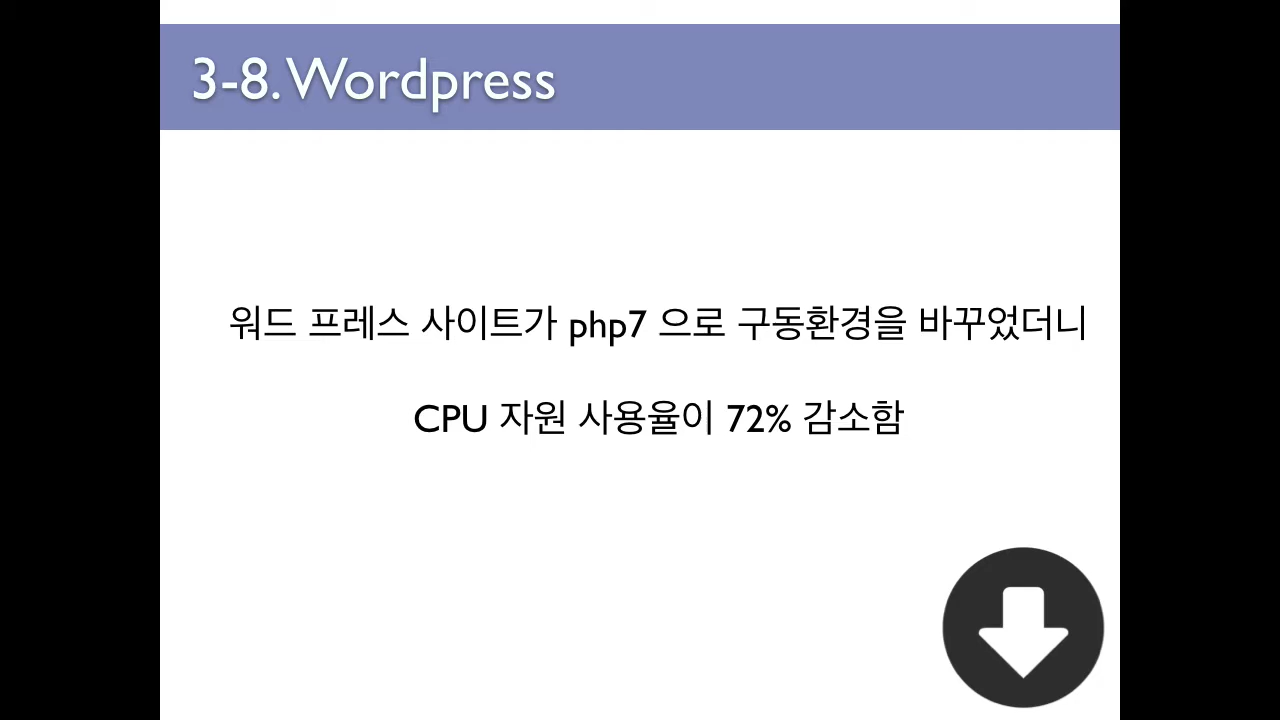 3-8. Wordpress
워드 프레스 사이트가 php7 으로 구동환경을 바꾸었더니
CPU 자원 사용율이 72% 감소함